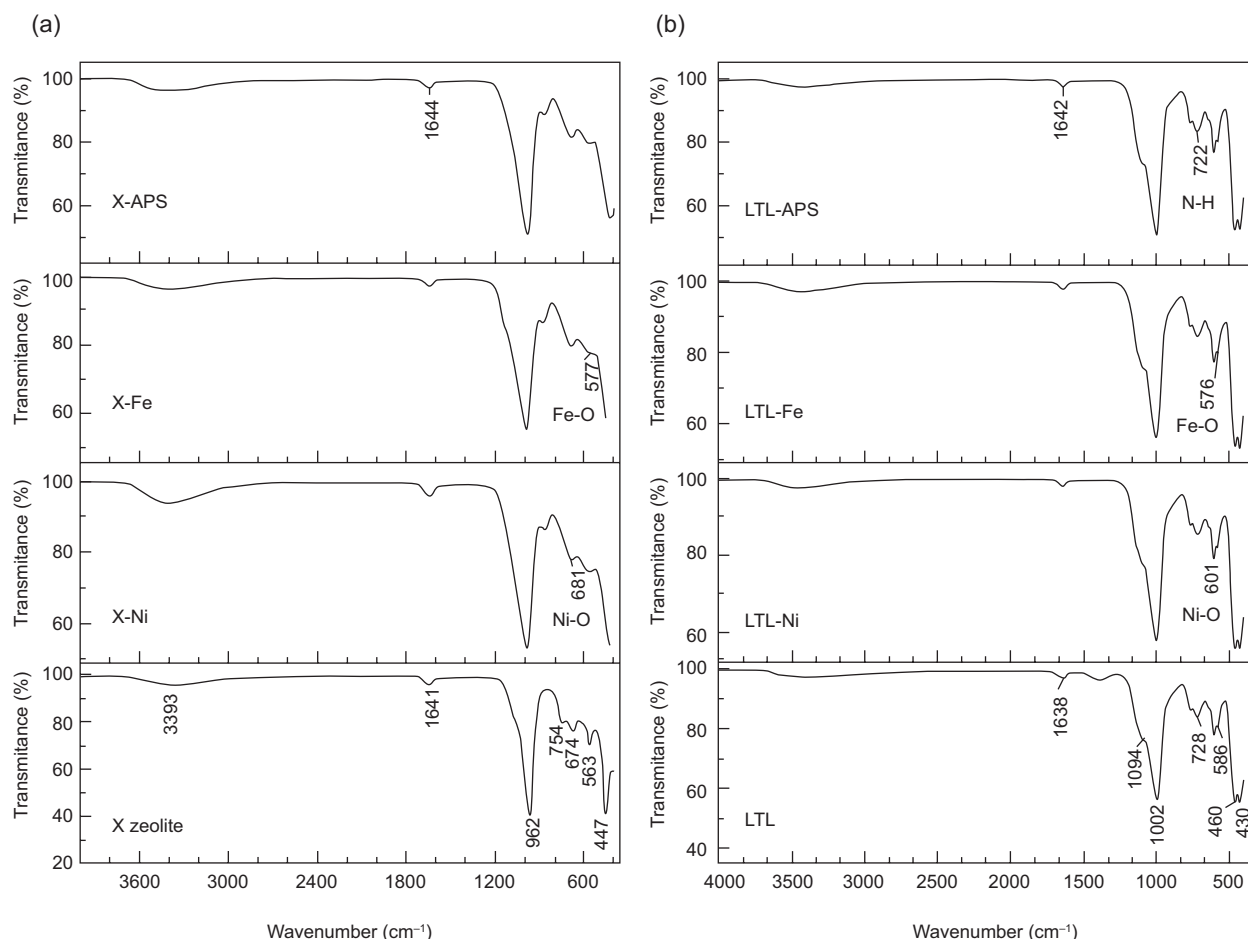 (a)
(b)
Transmitance (%)
100
80
60
1644
X-APS
Transmitance (%)
100
80
60
577
X-Fe
Fe-O
Transmitance (%)
100
80
60
681
X-Ni
Ni-O
Transmitance (%)
100
80
60
40
20
3393
1641
962
754
674
563
447
X zeolite
3600
3000
2400
1800
1200
600
Wavenumber (cm⁻¹)
Transmitance (%)
100
80
60
1642
722
LTL-APS
N-H
Transmitance (%)
100
80
60
576
LTL-Fe
Fe-O
Transmitance (%)
100
80
60
601
LTL-Ni
Ni-O
Transmitance (%)
100
80
60
40
1638
1094
1002
728
586
460
430
LTL
4000
3500
3000
2500
2000
1500
1000
500
Wavenumber (cm⁻¹)